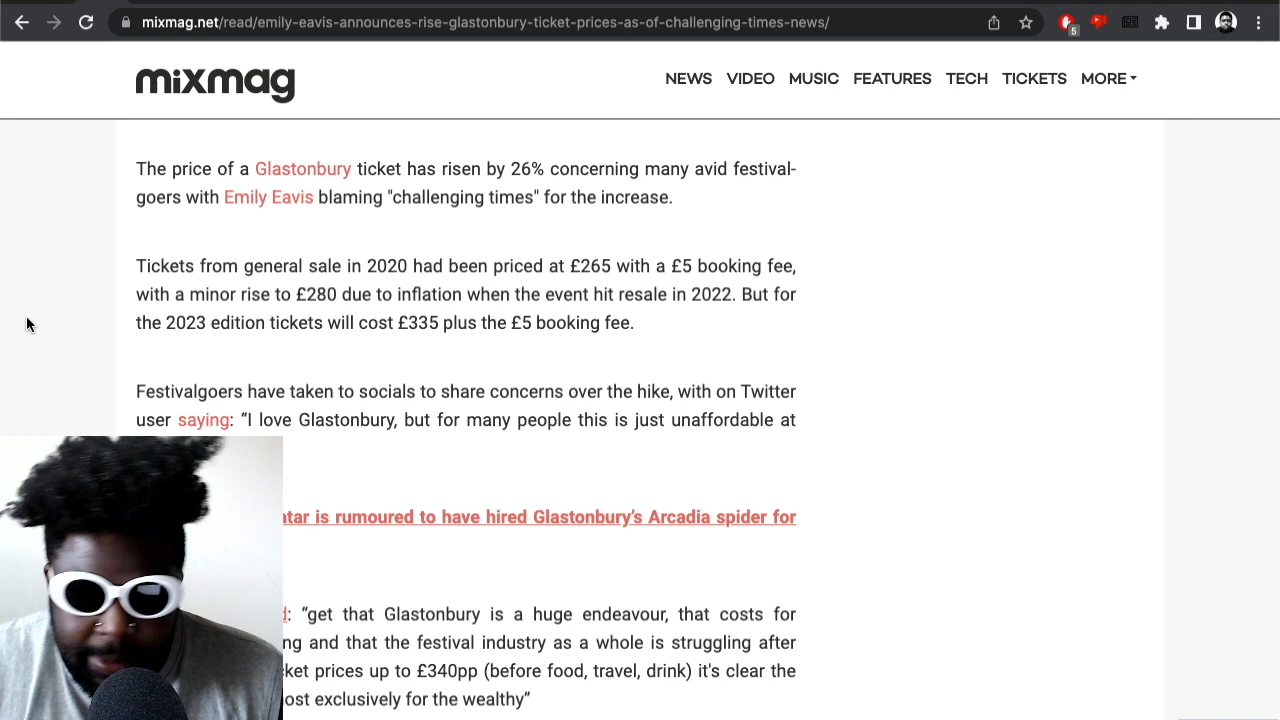 mixmag.net/read/emily-eavis-announces-rise-glastonbury-ticket-prices-as-of-challenging-times-news/
5
mixmag
NEWS VIDEO MUSIC FEATURES TECH TICKETS MORE
The price of a Glastonbury ticket has risen by 26% concerning many avid festival-
goers with Emily Eavis blaming "challenging times" for the increase.
Tickets from general sale in 2020 had been priced at £265 with a £5 booking fee,
with a minor rise to £280 due to inflation when the event hit resale in 2022. But for
the 2023 edition tickets will cost £335 plus the £5 booking fee.
Festivalgoers have taken to socials to share concerns over the hike, with on Twitter
user saying: “I love Glastonbury, but for many people this is just unaffordable at
is rumoured to have hired Glastonbury’s Arcadia spider for
“get that Glastonbury is a huge endeavour, that costs for
and that the festival industry as a whole is struggling after
prices up to £340pp (before food, travel, drink) it's clear the
exclusively for the wealthy”